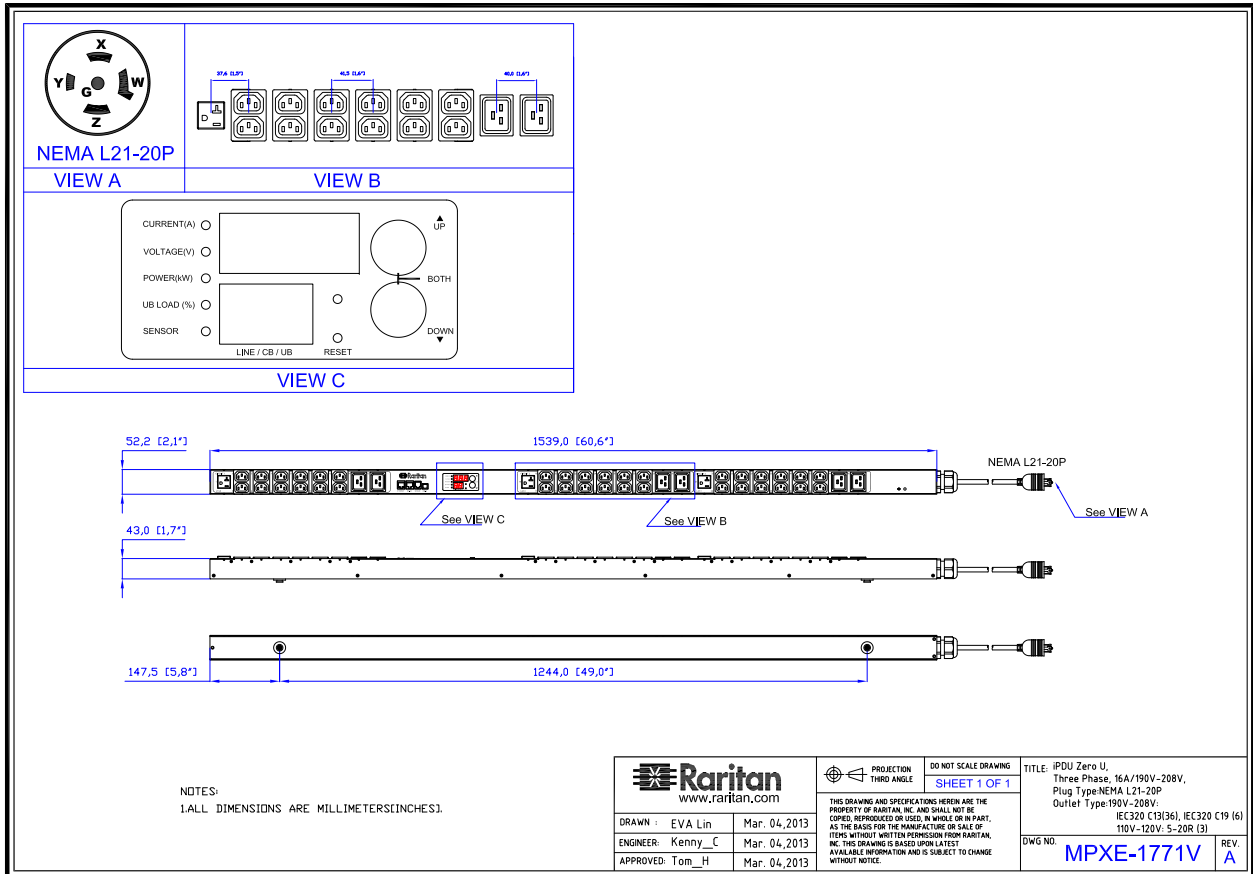 X
Y
W
G
Z
NEMA L21-20P
VIEW A
37,6 [1,5"]
41,5 [1,6"]
40,0 [1,6"]
D
VIEW B
CURRENT(A)
VOLTAGE(V)
POWER(kW)
UB LOAD (%)
SENSOR
LINE / CB / UB
RESET
UP
BOTH
DOWN
VIEW C
52,2 [2,1"]
1539,0 [60,6"]
Raritan
NEMA L21-20P
See VIEW C
See VIEW B
See VIEW A
43,0 [1,7"]
147,5 [5,8"]
1244,0 [49,0"]
NOTES:
1.ALL DIMENSIONS ARE MILLIMETERS[INCHES].
Raritan
www.raritan.com
DRAWN : EVA Lin Mar. 04,2013
ENGINEER: Kenny__C Mar. 04,2013
APPROVED: Tom__H Mar. 04,2013
PROJECTION
THIRD ANGLE
DO NOT SCALE DRAWING
SHEET 1 OF 1
THIS DRAWING AND SPECIFICATIONS HEREIN ARE THE
PROPERTY OF RARITAN, INC. AND SHALL NOT BE
COPIED, REPRODUCED OR USED, IN WHOLE OR IN PART,
AS THE BASIS FOR THE MANUFACTURE OR SALE OF
ITEMS WITHOUT WRITTEN PERMISSION FROM RARITAN,
INC. THIS DRAWING IS BASED UPON LATEST
AVAILABLE INFORMATION AND IS SUBJECT TO CHANGE
WITHOUT NOTICE.
TITLE: iPDU Zero U,
Three Phase, 16A/190V-208V,
Plug Type:NEMA L21-20P
Outlet Type:190V-208V:
IEC320 C13(36), IEC320 C19 (6)
110V-120V: 5-20R (3)
DWG NO. MPXE-1771V
REV. A